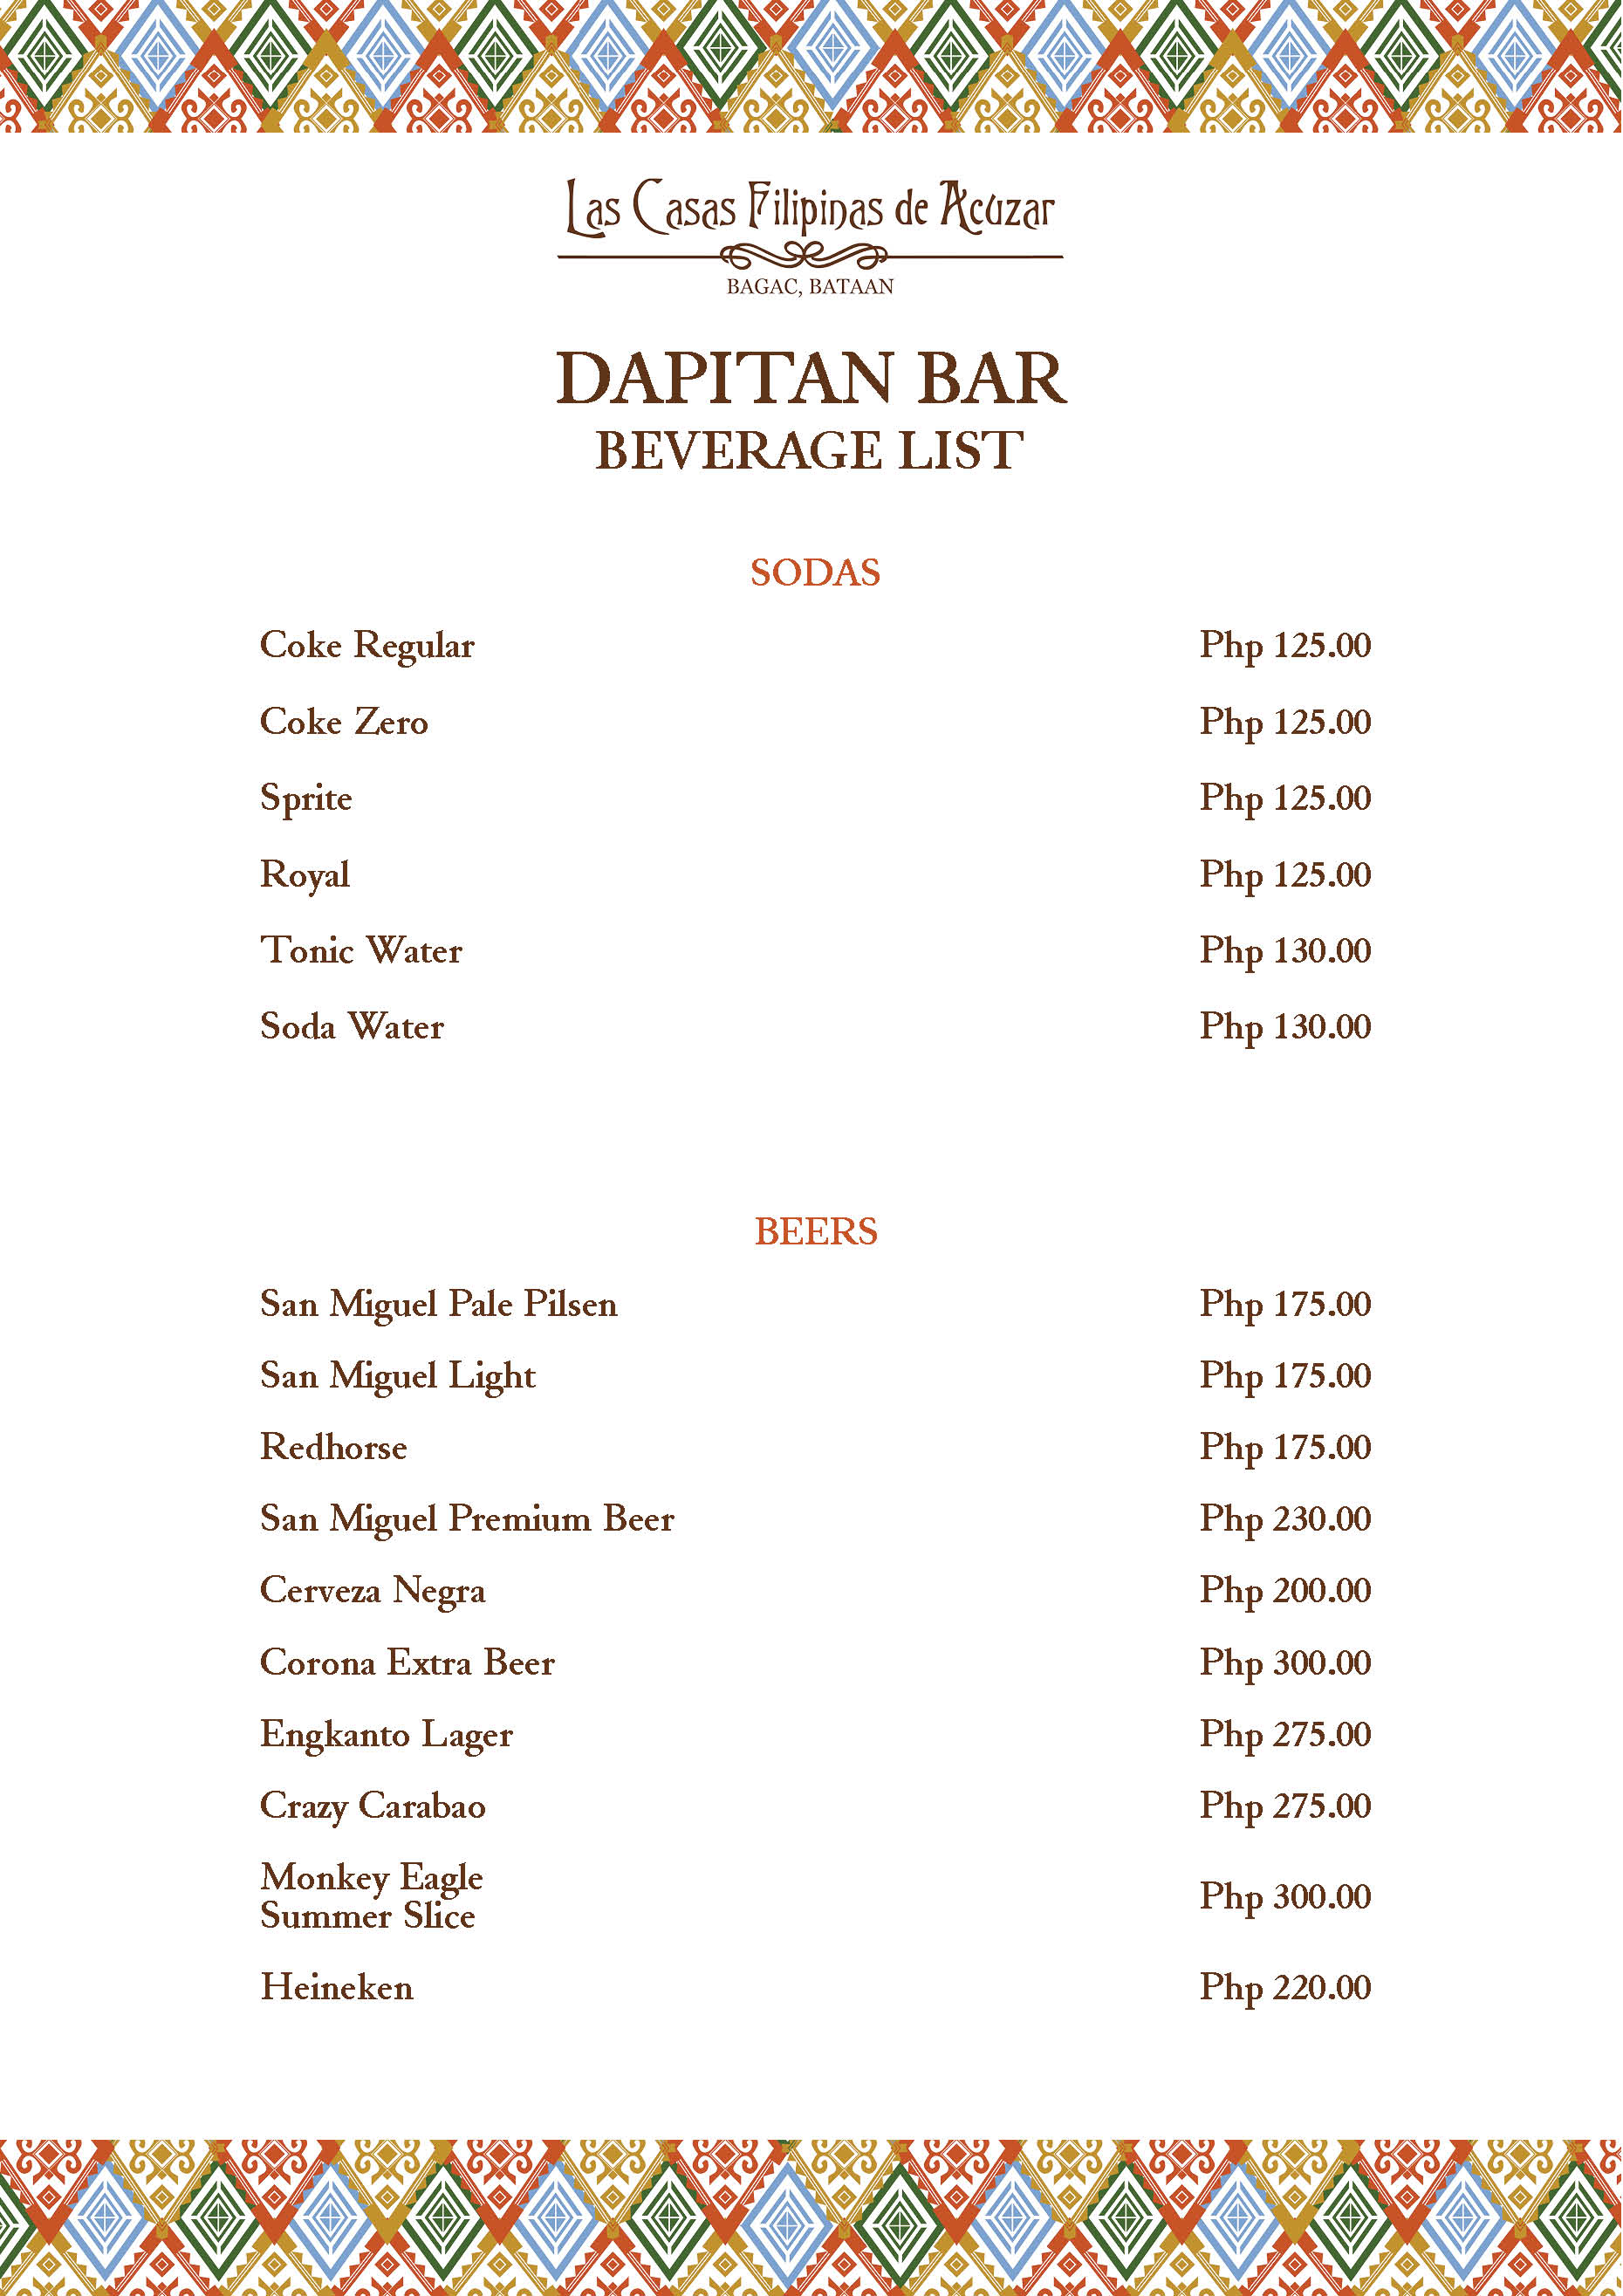 Las Casas Filipinas de Acuzar
BAGAC, BATAAN
DAPITAN BAR
BEVERAGE LIST
SODAS
Coke Regular Php 125.00
Coke Zero Php 125.00
Sprite Php 125.00
Royal Php 125.00
Tonic Water Php 130.00
Soda Water Php 130.00
BEERS
San Miguel Pale Pilsen Php 175.00
San Miguel Light Php 175.00
Redhorse Php 175.00
San Miguel Premium Beer Php 230.00
Cerveza Negra Php 200.00
Corona Extra Beer Php 300.00
Engkanto Lager Php 275.00
Crazy Carabao Php 275.00
Monkey Eagle
Summer Slice Php 300.00
Heineken Php 220.00